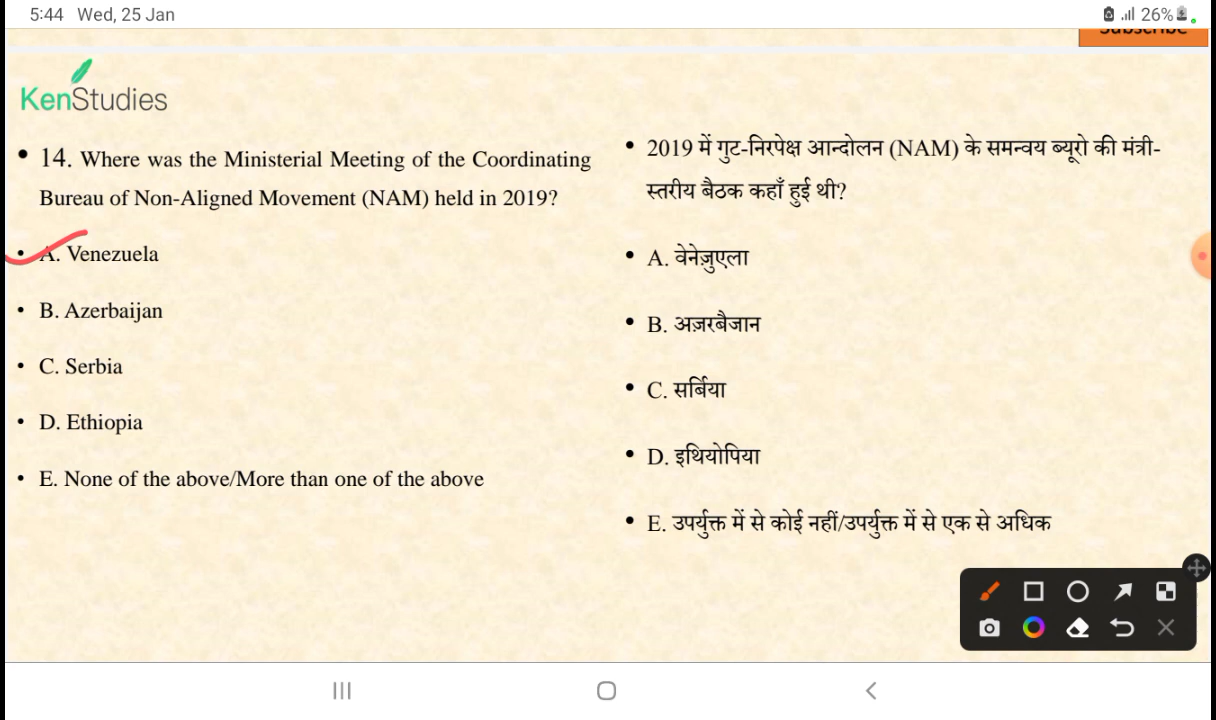 5:44 Wed, 25 Jan
26%
Subscribe
KenStudies
• 14. Where was the Ministerial Meeting of the Coordinating
Bureau of Non-Aligned Movement (NAM) held in 2019?
• A. Venezuela
• B. Azerbaijan
• C. Serbia
• D. Ethiopia
• E. None of the above/More than one of the above
• 2019 में गुट-निरपेक्ष आन्दोलन (NAM) के समन्वय ब्यूरो की मंत्री-
स्तरीय बैठक कहाँ हुई थी?
• A. वेनेज़ुएला
• B. अज़रबैजान
• C. सर्बिया
• D. इथियोपिया
• E. उपर्युक्त में से कोई नहीं/उपर्युक्त में से एक से अधिक